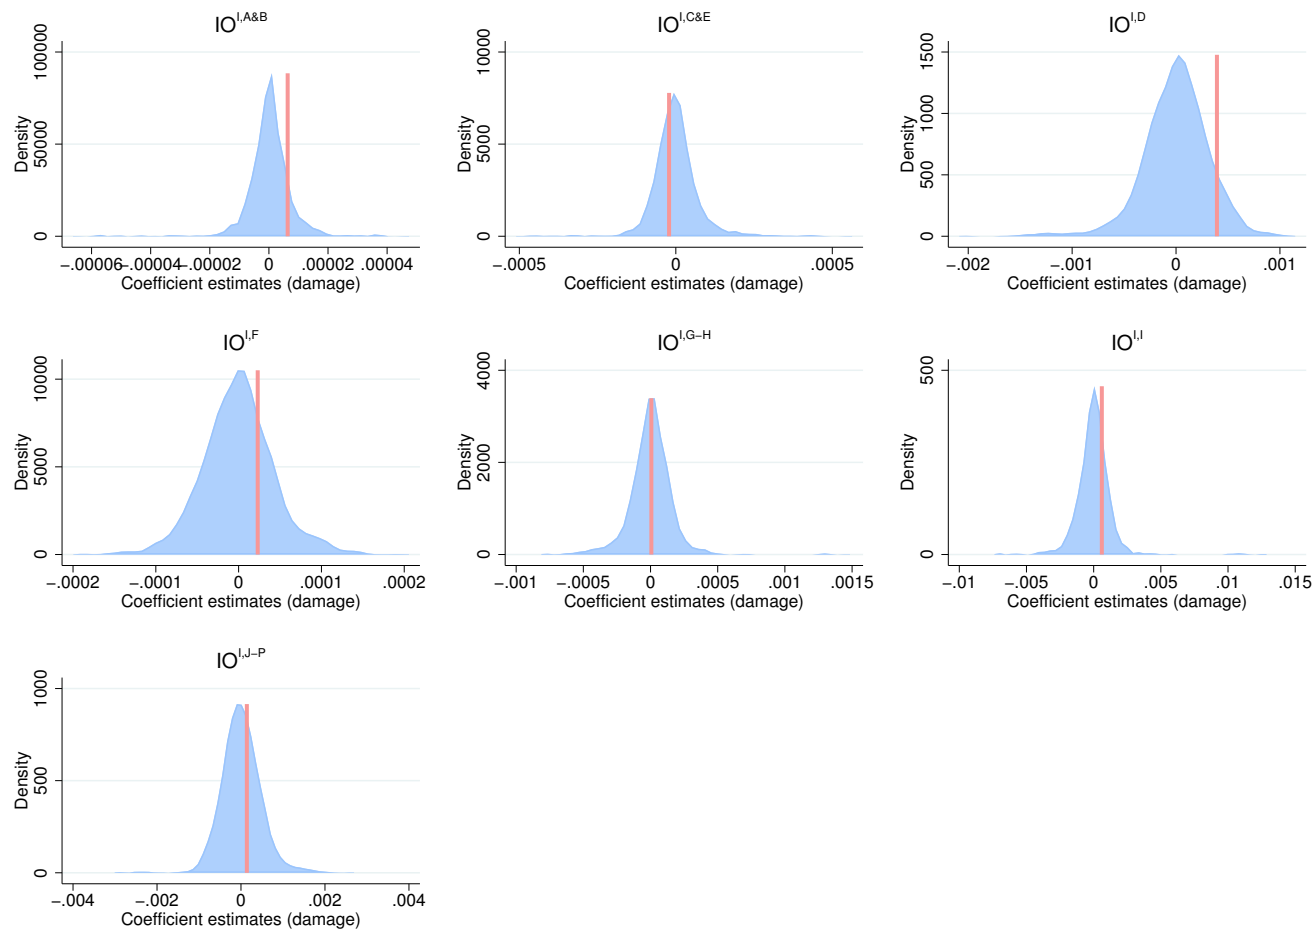 IO^I,A&B
Density
100000
50000
0
−.00006 −.00004 −.00002 0 .00002 .00004
Coefficient estimates (damage)
IO^I,C&E
Density
10000
5000
0
−.0005 0 .0005
Coefficient estimates (damage)
IO^I,D
Density
1500
1000
500
0
−.002 −.001 0 .001
Coefficient estimates (damage)
IO^I,F
Density
10000
5000
0
−.0002 −.0001 0 .0001 .0002
Coefficient estimates (damage)
IO^I,G−H
Density
4000
2000
0
−.001 −.0005 0 .0005 .001 .0015
Coefficient estimates (damage)
IO^I,I
Density
500
0
−.01 −.005 0 .005 .01 .015
Coefficient estimates (damage)
IO^I,J−P
Density
1000
500
0
−.004 −.002 0 .002 .004
Coefficient estimates (damage)